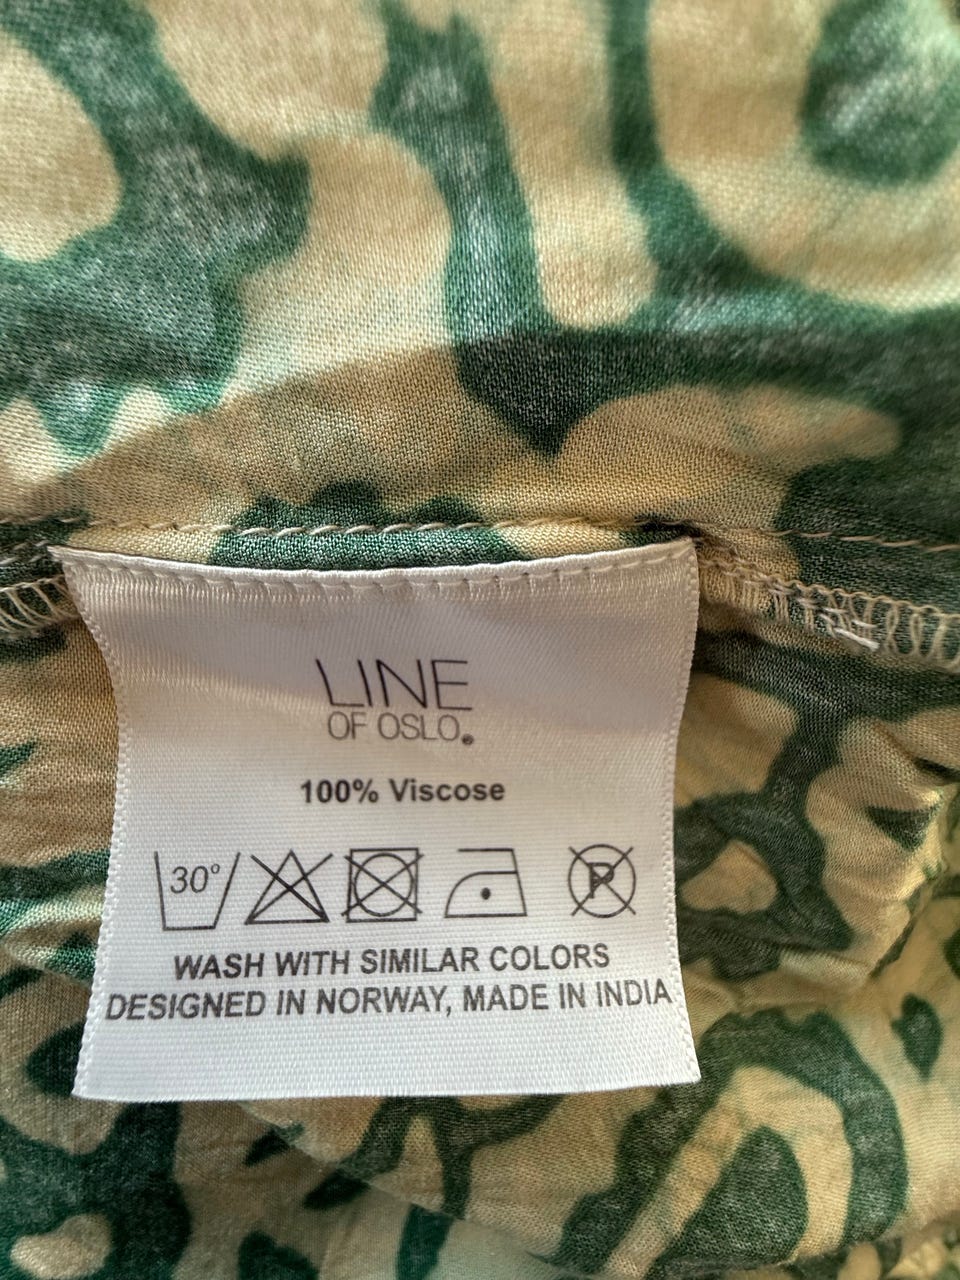 LINE
OF OSLO®
100% Viscose
30° P
WASH WITH SIMILAR COLORS
DESIGNED IN NORWAY, MADE IN INDIA